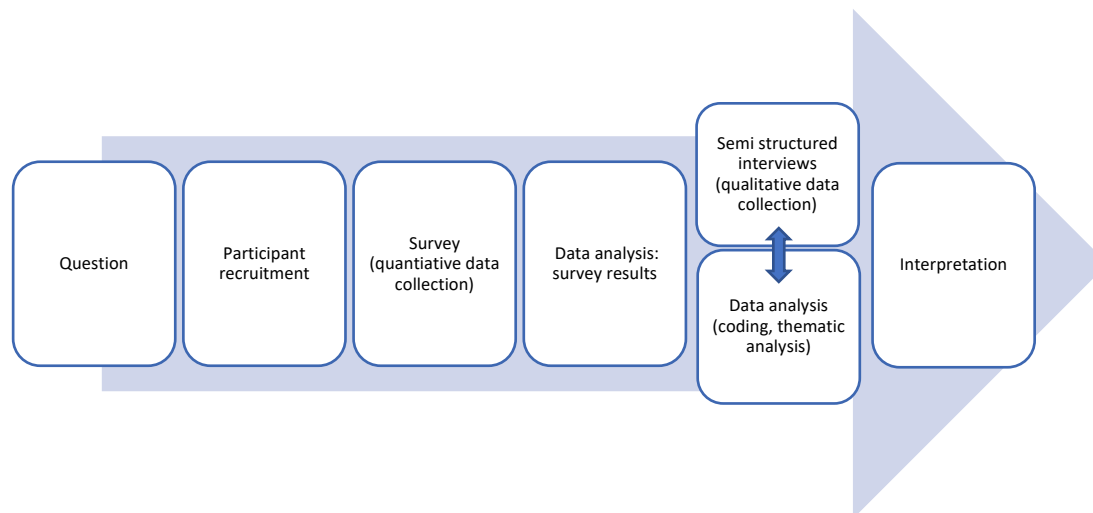 Question
Participant
recruitment
Survey
(quantiative data
collection)
Data analysis:
survey results
Semi structured
interviews
(qualitative data
collection)
Data analysis
(coding, thematic
analysis)
Interpretation